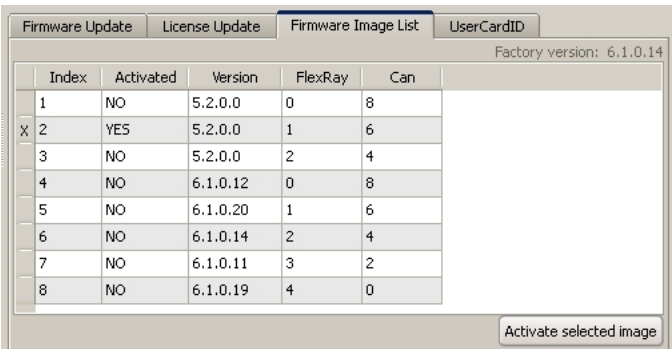 Firmware Update License Update Firmware Image List UserCardID
Factory version: 6.1.0.14
Index Activated Version FlexRay Can
1 NO 5.2.0.0 0 8
X 2 YES 5.2.0.0 1 6
3 NO 5.2.0.0 2 4
4 NO 6.1.0.12 0 8
5 NO 6.1.0.20 1 6
6 NO 6.1.0.14 2 4
7 NO 6.1.0.11 3 2
8 NO 6.1.0.19 4 0
Activate selected image